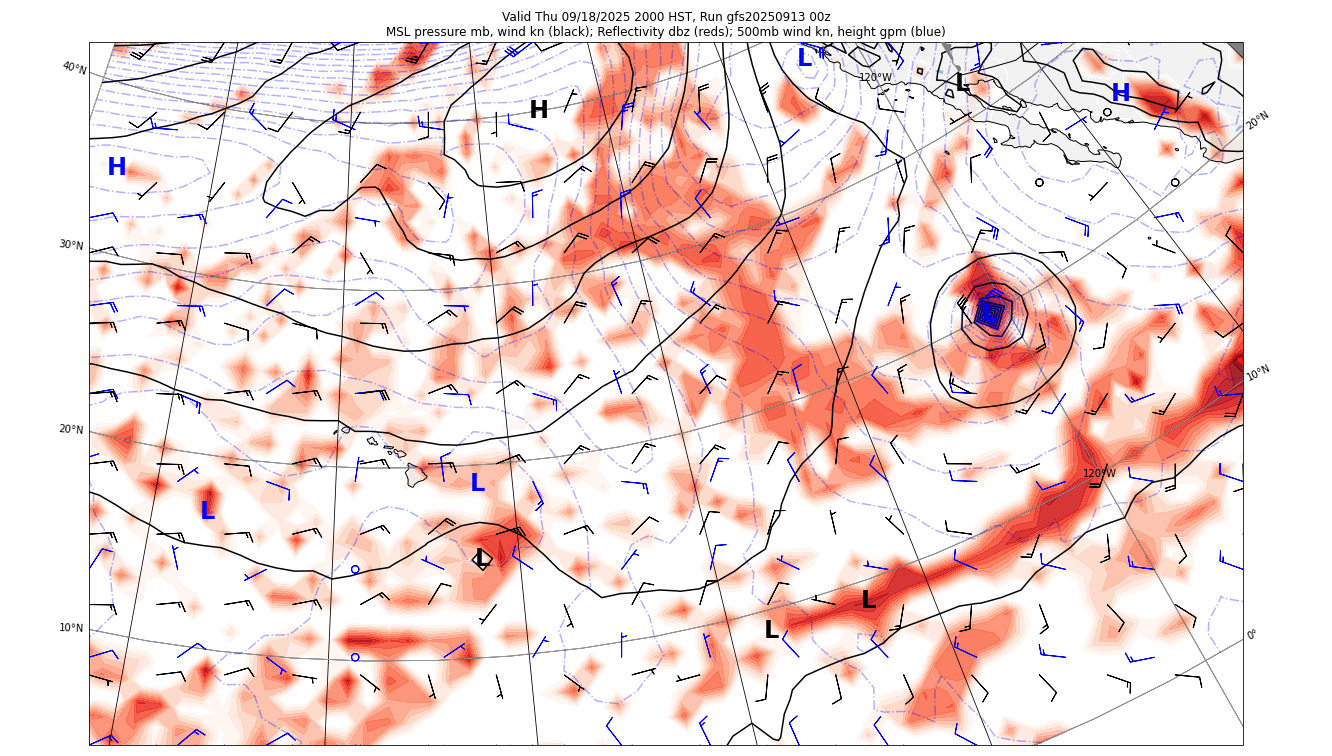 Valid Thu 09/18/2025 2000 HST, Run gfs20250913 00z
MSL pressure mb, wind kn (black); Reflectivity dbz (reds); 500mb wind kn, height gpm (blue)
40°N
L
120°W
L
H
H
20°N
H
30°N
10°N
20°N
120°W
L
L
L
10°N
L
L
0°